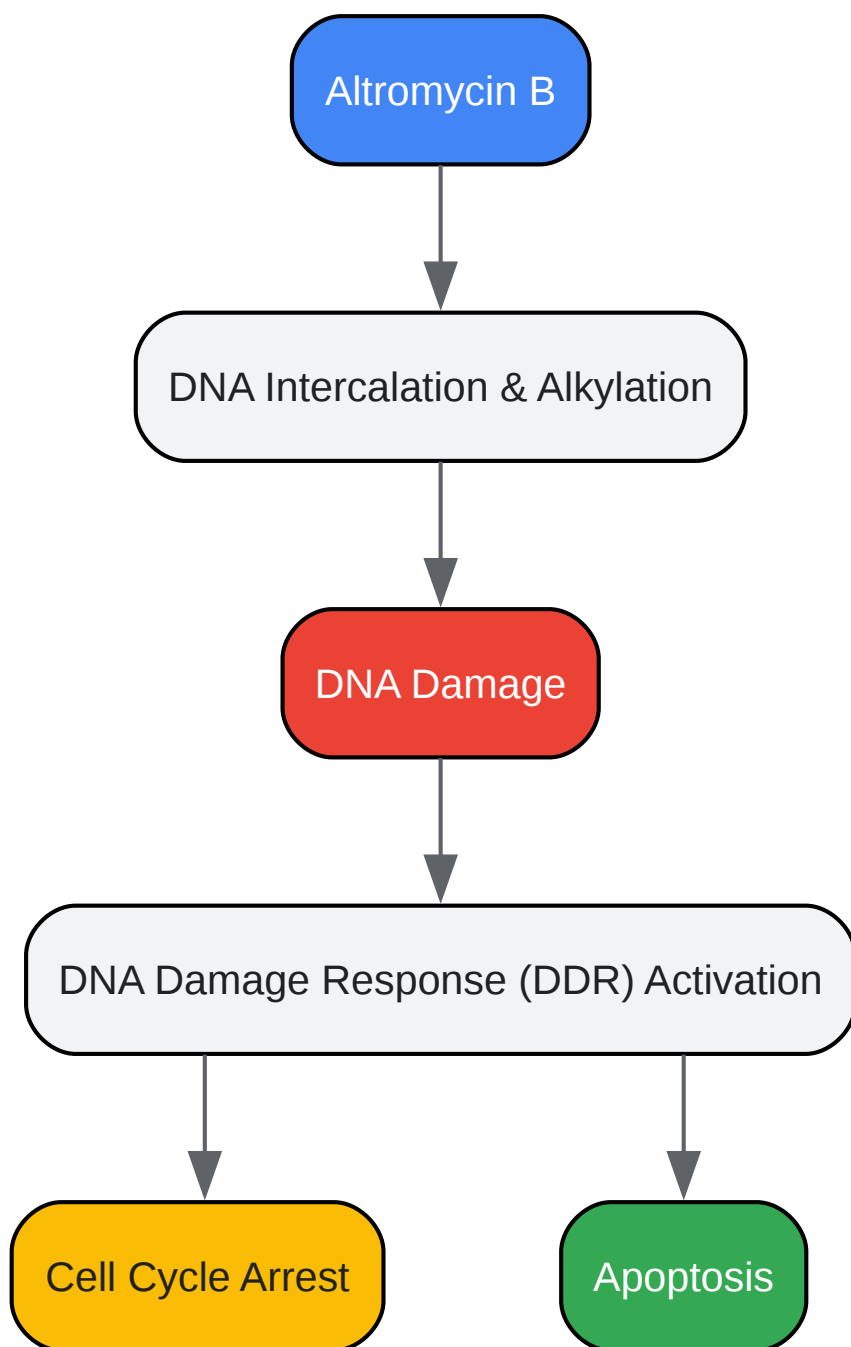 Altromycin B
DNA Intercalation & Alkylation
DNA Damage
DNA Damage Response (DDR) Activation
Cell Cycle Arrest
Apoptosis